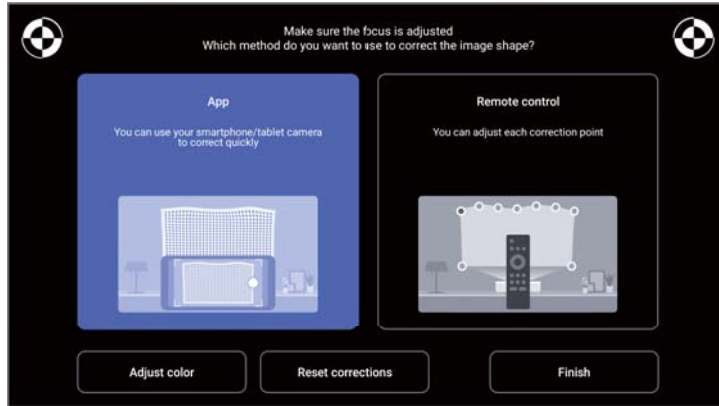 Make sure the focus is adjusted
Which method do you want to use to correct the image shape?
App
You can use your smartphone/tablet camera
to correct quickly
Remote control
You can adjust each correction point
Adjust color
Reset corrections
Finish